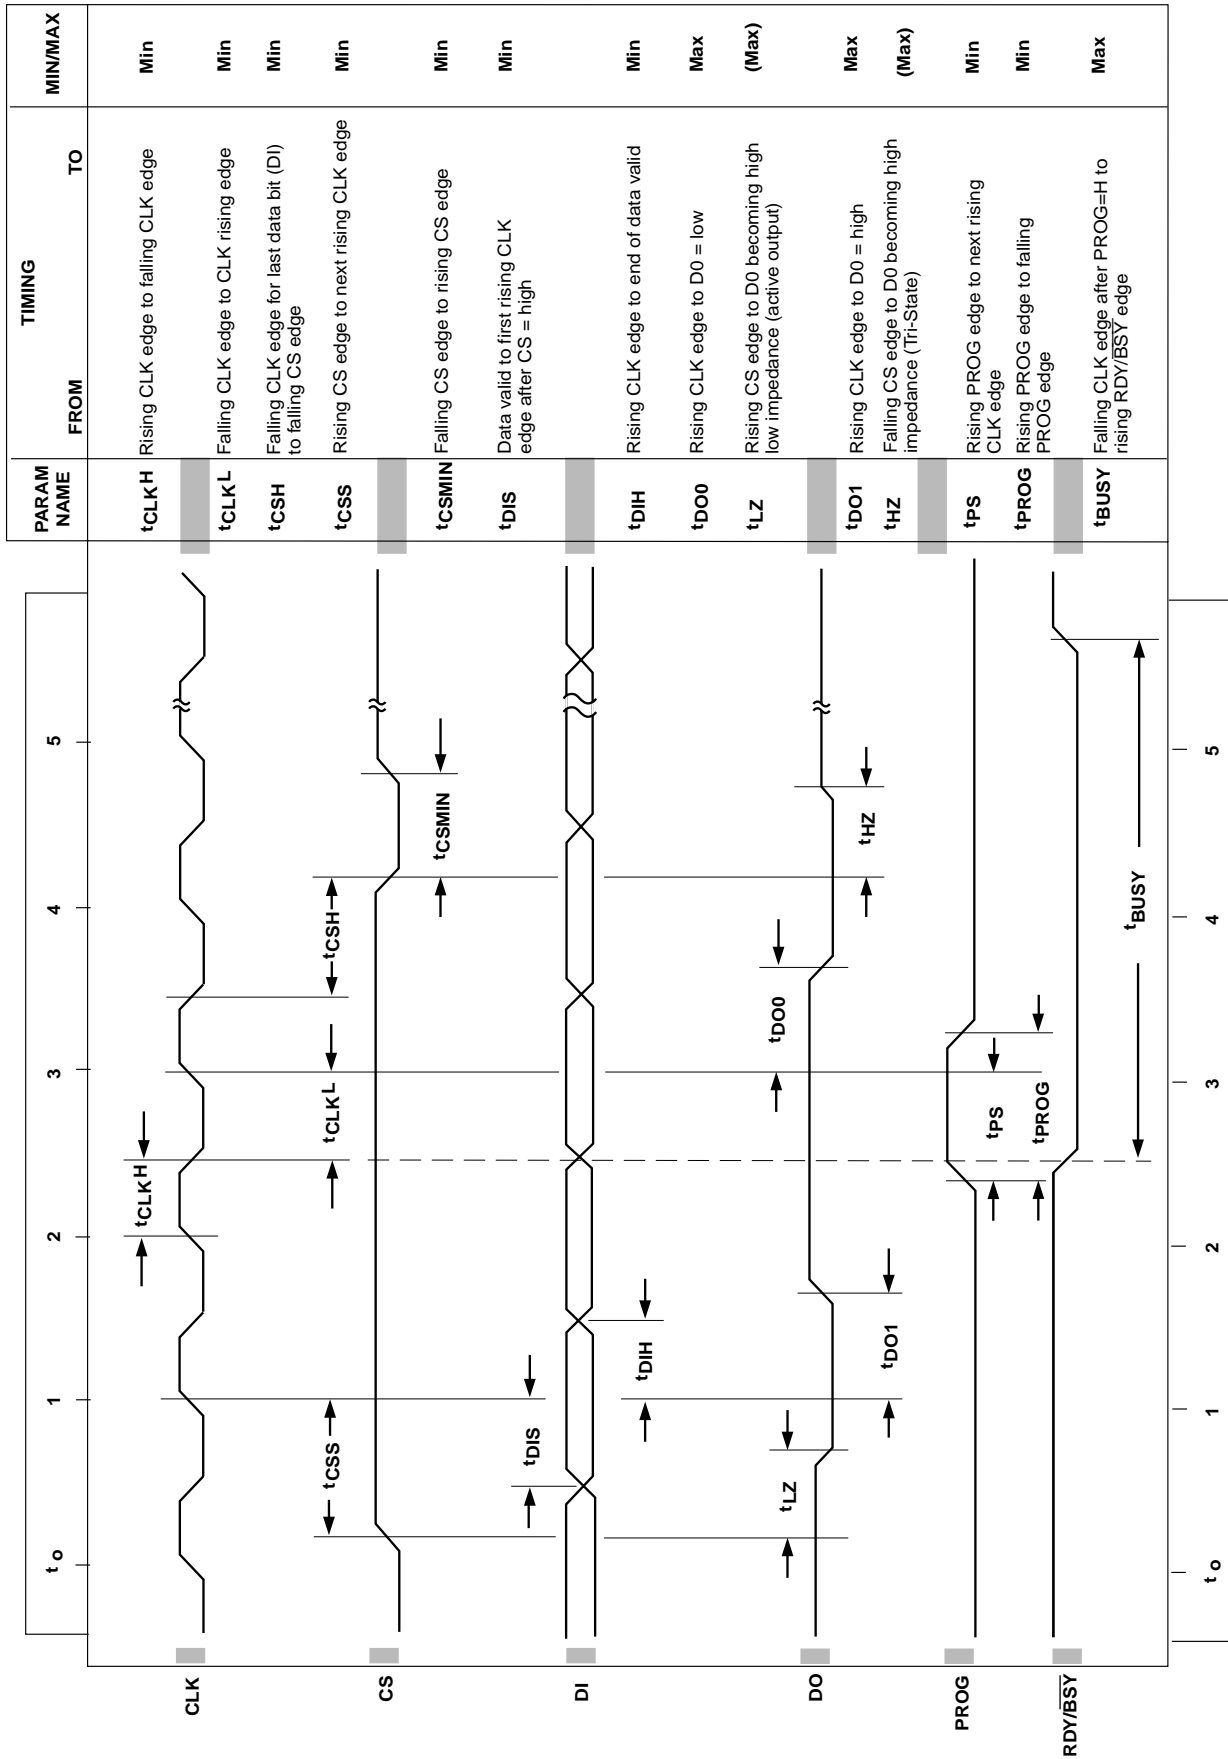 PARAM
NAME
TIMING
FROM
TO
MIN/MAX
t o
1
2
3
4
5
CLK
tCLKH
tCLKH
Rising CLK edge to falling CLK edge
Min
tCLKL
Falling CLK edge to CLK rising edge
Min
tCSH
Falling CLK edge for last data bit (DI)
to falling CS edge
Min
tCSS
tCLKL
tCSH
tCSS
Rising CS edge to next rising CLK edge
Min
CS
tCSMIN
tCSMIN
Falling CS edge to rising CS edge
Min
tDIS
tDIS
Data valid to first rising CLK
edge after CS = high
Min
DI
tDIH
tDIH
Rising CLK edge to end of data valid
Min
tDO0
Rising CLK edge to D0 = low
Max
tLZ
tDO0
tLZ
Rising CS edge to D0 becoming high
low impedance (active output)
(Max)
DO
tDO1
tHZ
tDO1
Rising CLK edge to D0 = high
Max
tHZ
Falling CS edge to D0 becoming high
impedance (Tri-State)
(Max)
PROG
tPS
tPS
Rising PROG edge to next rising
CLK edge
Min
tPROG
tPROG
Rising PROG edge to falling
PROG edge
Min
RDY/BSY
tBUSY
tBUSY
Falling CLK edge after PROG=H to
rising RDY/BSY edge
Max
t o
1
2
3
4
5